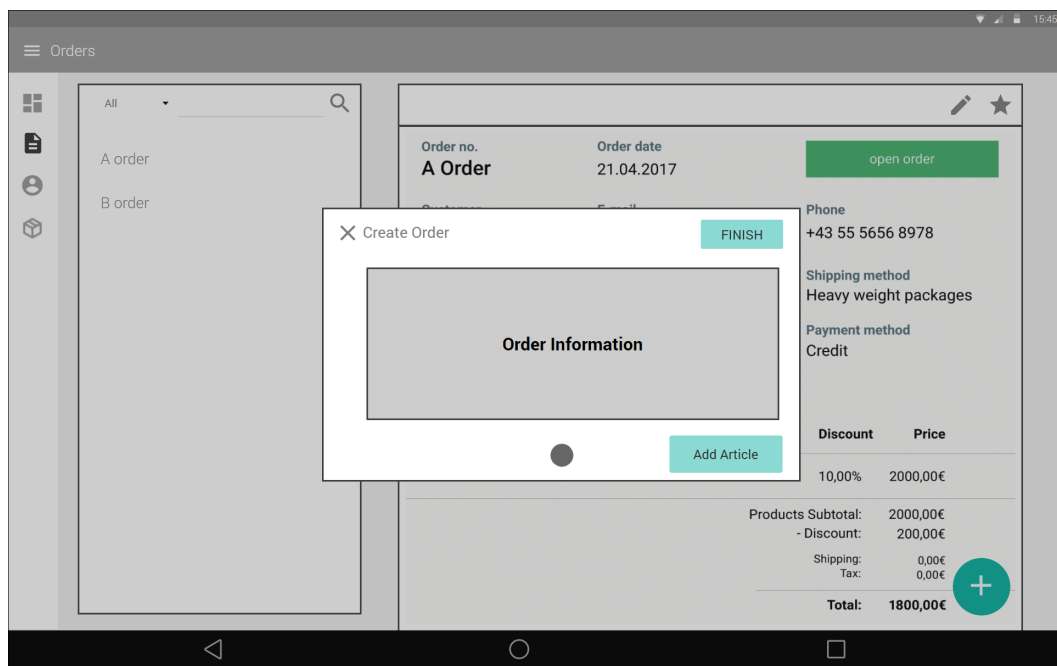 15:45
Orders
All
A order
B order
Order no.
Order date
A Order
21.04.2017
open order
Customer
E-mail
Phone
+43 55 5656 8978
Create Order
FINISH
Shipping method
Heavy weight packages
Order Information
Payment method
Credit
Add Article
Discount Price
10,00% 2000,00€
Products Subtotal: 2000,00€
- Discount: 200,00€
Shipping: 0,00€
Tax: 0,00€
Total: 1800,00€